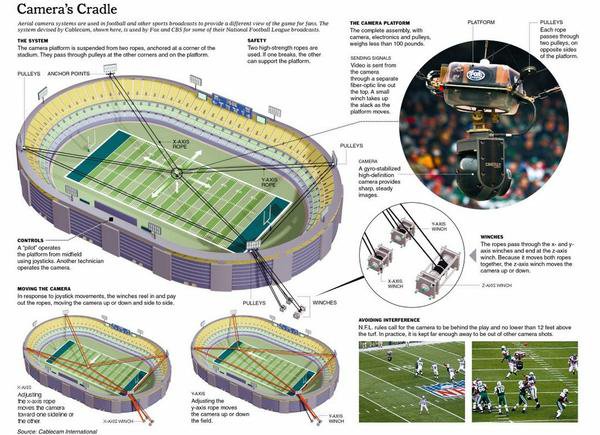 Camera's Cradle
Aerial camera systems are used in football and other sports broadcasts to provide a different view of the game for fans. The
system devised by Cablecam, shown here, is used by Fox and CBS for some of their National Football League broadcasts.
THE SYSTEM
The camera platform is suspended from two ropes, anchored at a corner of the
stadium. They pass through pulleys at the other corners and on the platform.
SAFETY
Two high-strength ropes are
used. If one breaks, the other
can support the platform.
PULLEYS
ANCHOR POINTS
X-AXIS
ROPE
Y-AXIS
ROPE
PULLEYS
CONTROLS
A "pilot" operates
the platform from midfield
using joysticks. Another technician
operates the camera.
PULLEYS
WINCHES
THE CAMERA PLATFORM
The complete assembly, with
camera, electronics and pulleys,
weighs less than 100 pounds.
SENDING SIGNALS
Video is sent from
the camera
through a separate
fiber-optic line out
the top. A small
winch takes up
the slack as the
platform moves.
CAMERA
A gyro-stabilized
high-definition
camera provides
sharp, steady
images.
PLATFORM
PULLEYS
Each rope
passes through
two pulleys, on
opposite sides
of the platform.
FOX
Y-AXIS
WINCH
X-AXIS
WINCH
Z-AXIS WINCH
WINCHES
The ropes pass through the x- and y-
axis winches and end at the z-axis
winch. Because it moves both ropes
together, the z-axis winch moves the
camera up or down.
MOVING THE CAMERA
In response to joystick movements, the winches reel in and pay
out the ropes, moving the camera up or down and side to side.
X-AXIS
Adjusting
the x-axis rope
moves the camera
toward one sideline or
the other.
X-AXIS WINCH
Y-AXIS
Adjusting the
y-axis rope moves
the camera up or down
the field.
Y-AXIS
WINCH
AVOIDING INTERFERENCE
N.F.L. rules call for the camera to be behind the play and no lower than 12 feet above
the turf. In practice, it is kept far enough away to be out of other camera shots.
NFL
Source: Cablecam International